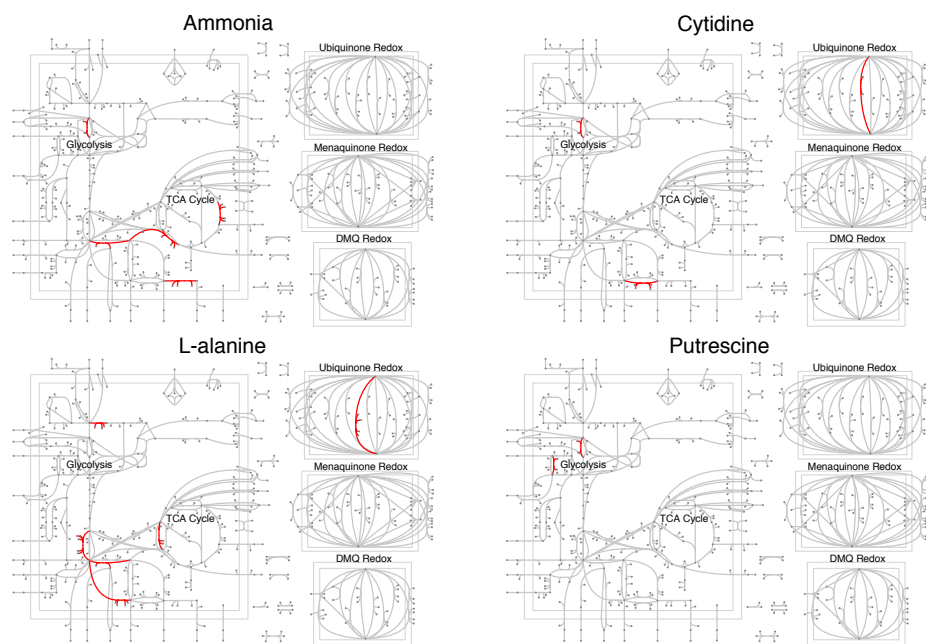 Ammonia
Cytidine
Ubiquinone Redox
Ubiquinone Redox
Glycolysis
Glycolysis
Menaquinone Redox
Menaquinone Redox
TCA Cycle
TCA Cycle
DMQ Redox
DMQ Redox
L-alanine
Putrescine
Ubiquinone Redox
Ubiquinone Redox
Glycolysis
Glycolysis
Menaquinone Redox
Menaquinone Redox
TCA Cycle
TCA Cycle
DMQ Redox
DMQ Redox